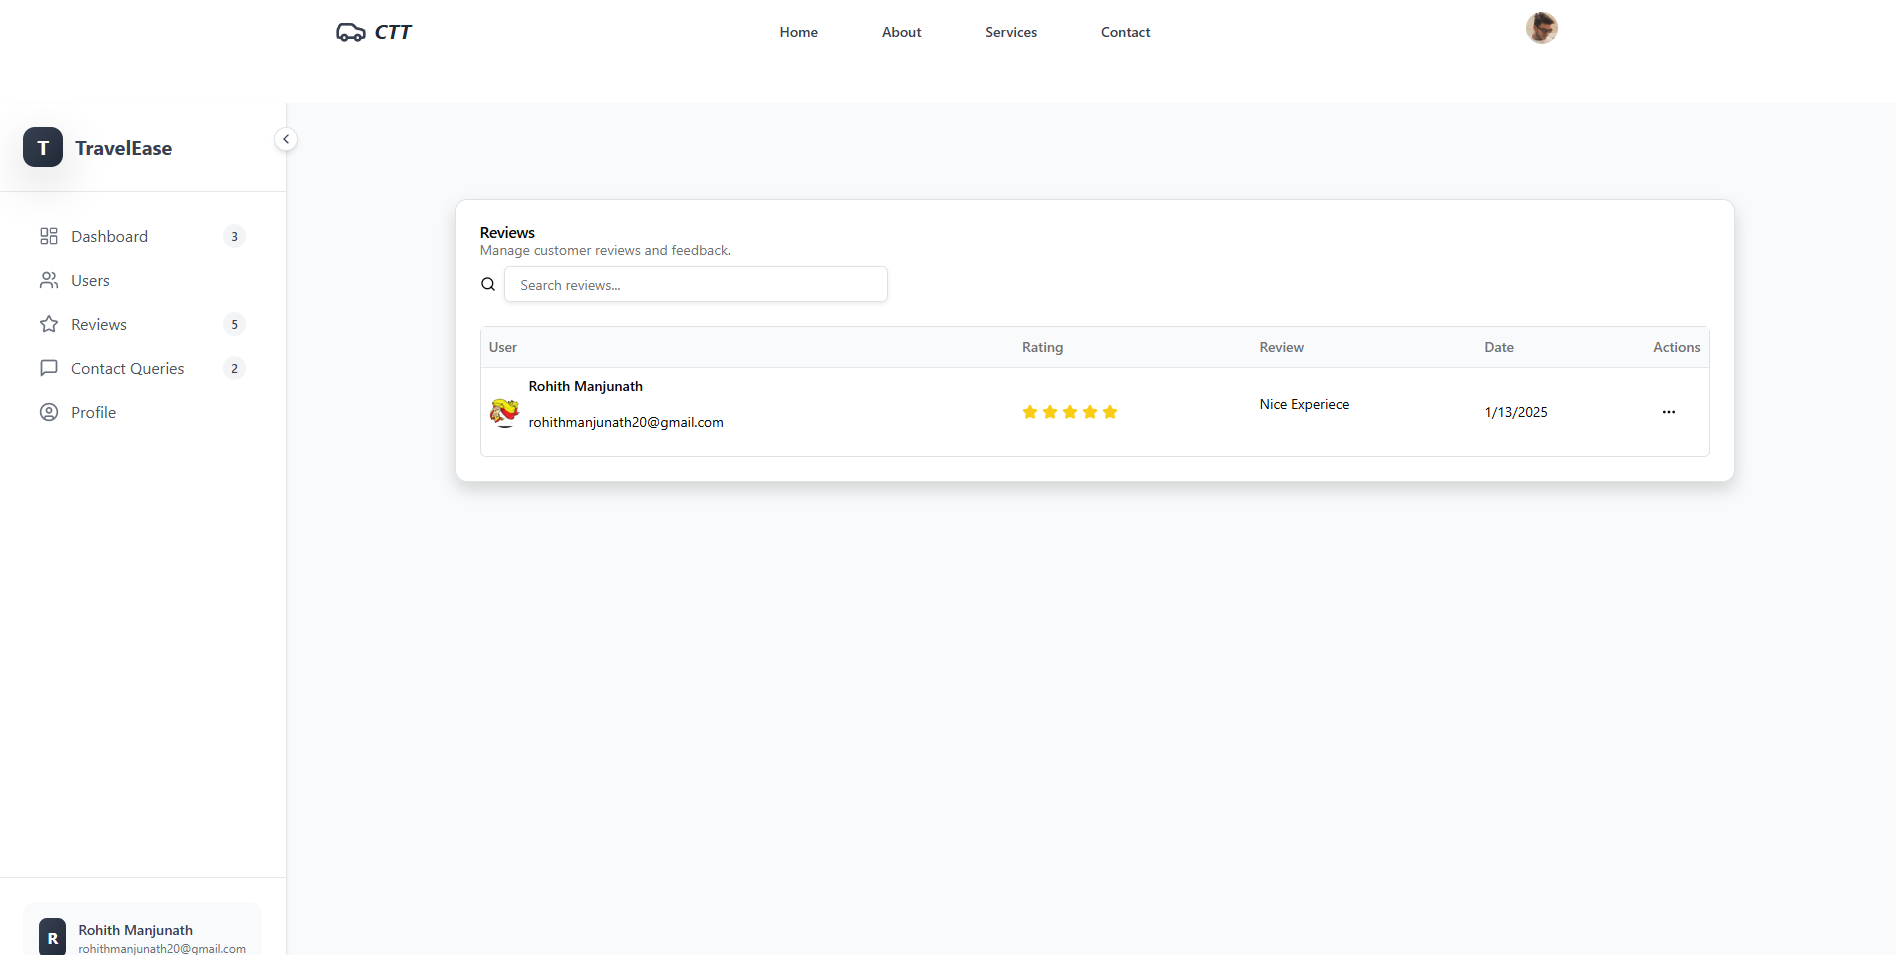 CTT
Home
About
Services
Contact
T
TravelEase
Dashboard
3
Users
Reviews
5
Contact Queries
2
Profile
Reviews
Manage customer reviews and feedback.
Search reviews...
User
Rating
Review
Date
Actions
Rohith Manjunath
rohithmanjunath20@gmail.com
Nice Experiece
1/13/2025
R
Rohith Manjunath
rohithmanjunath20@gmail.com